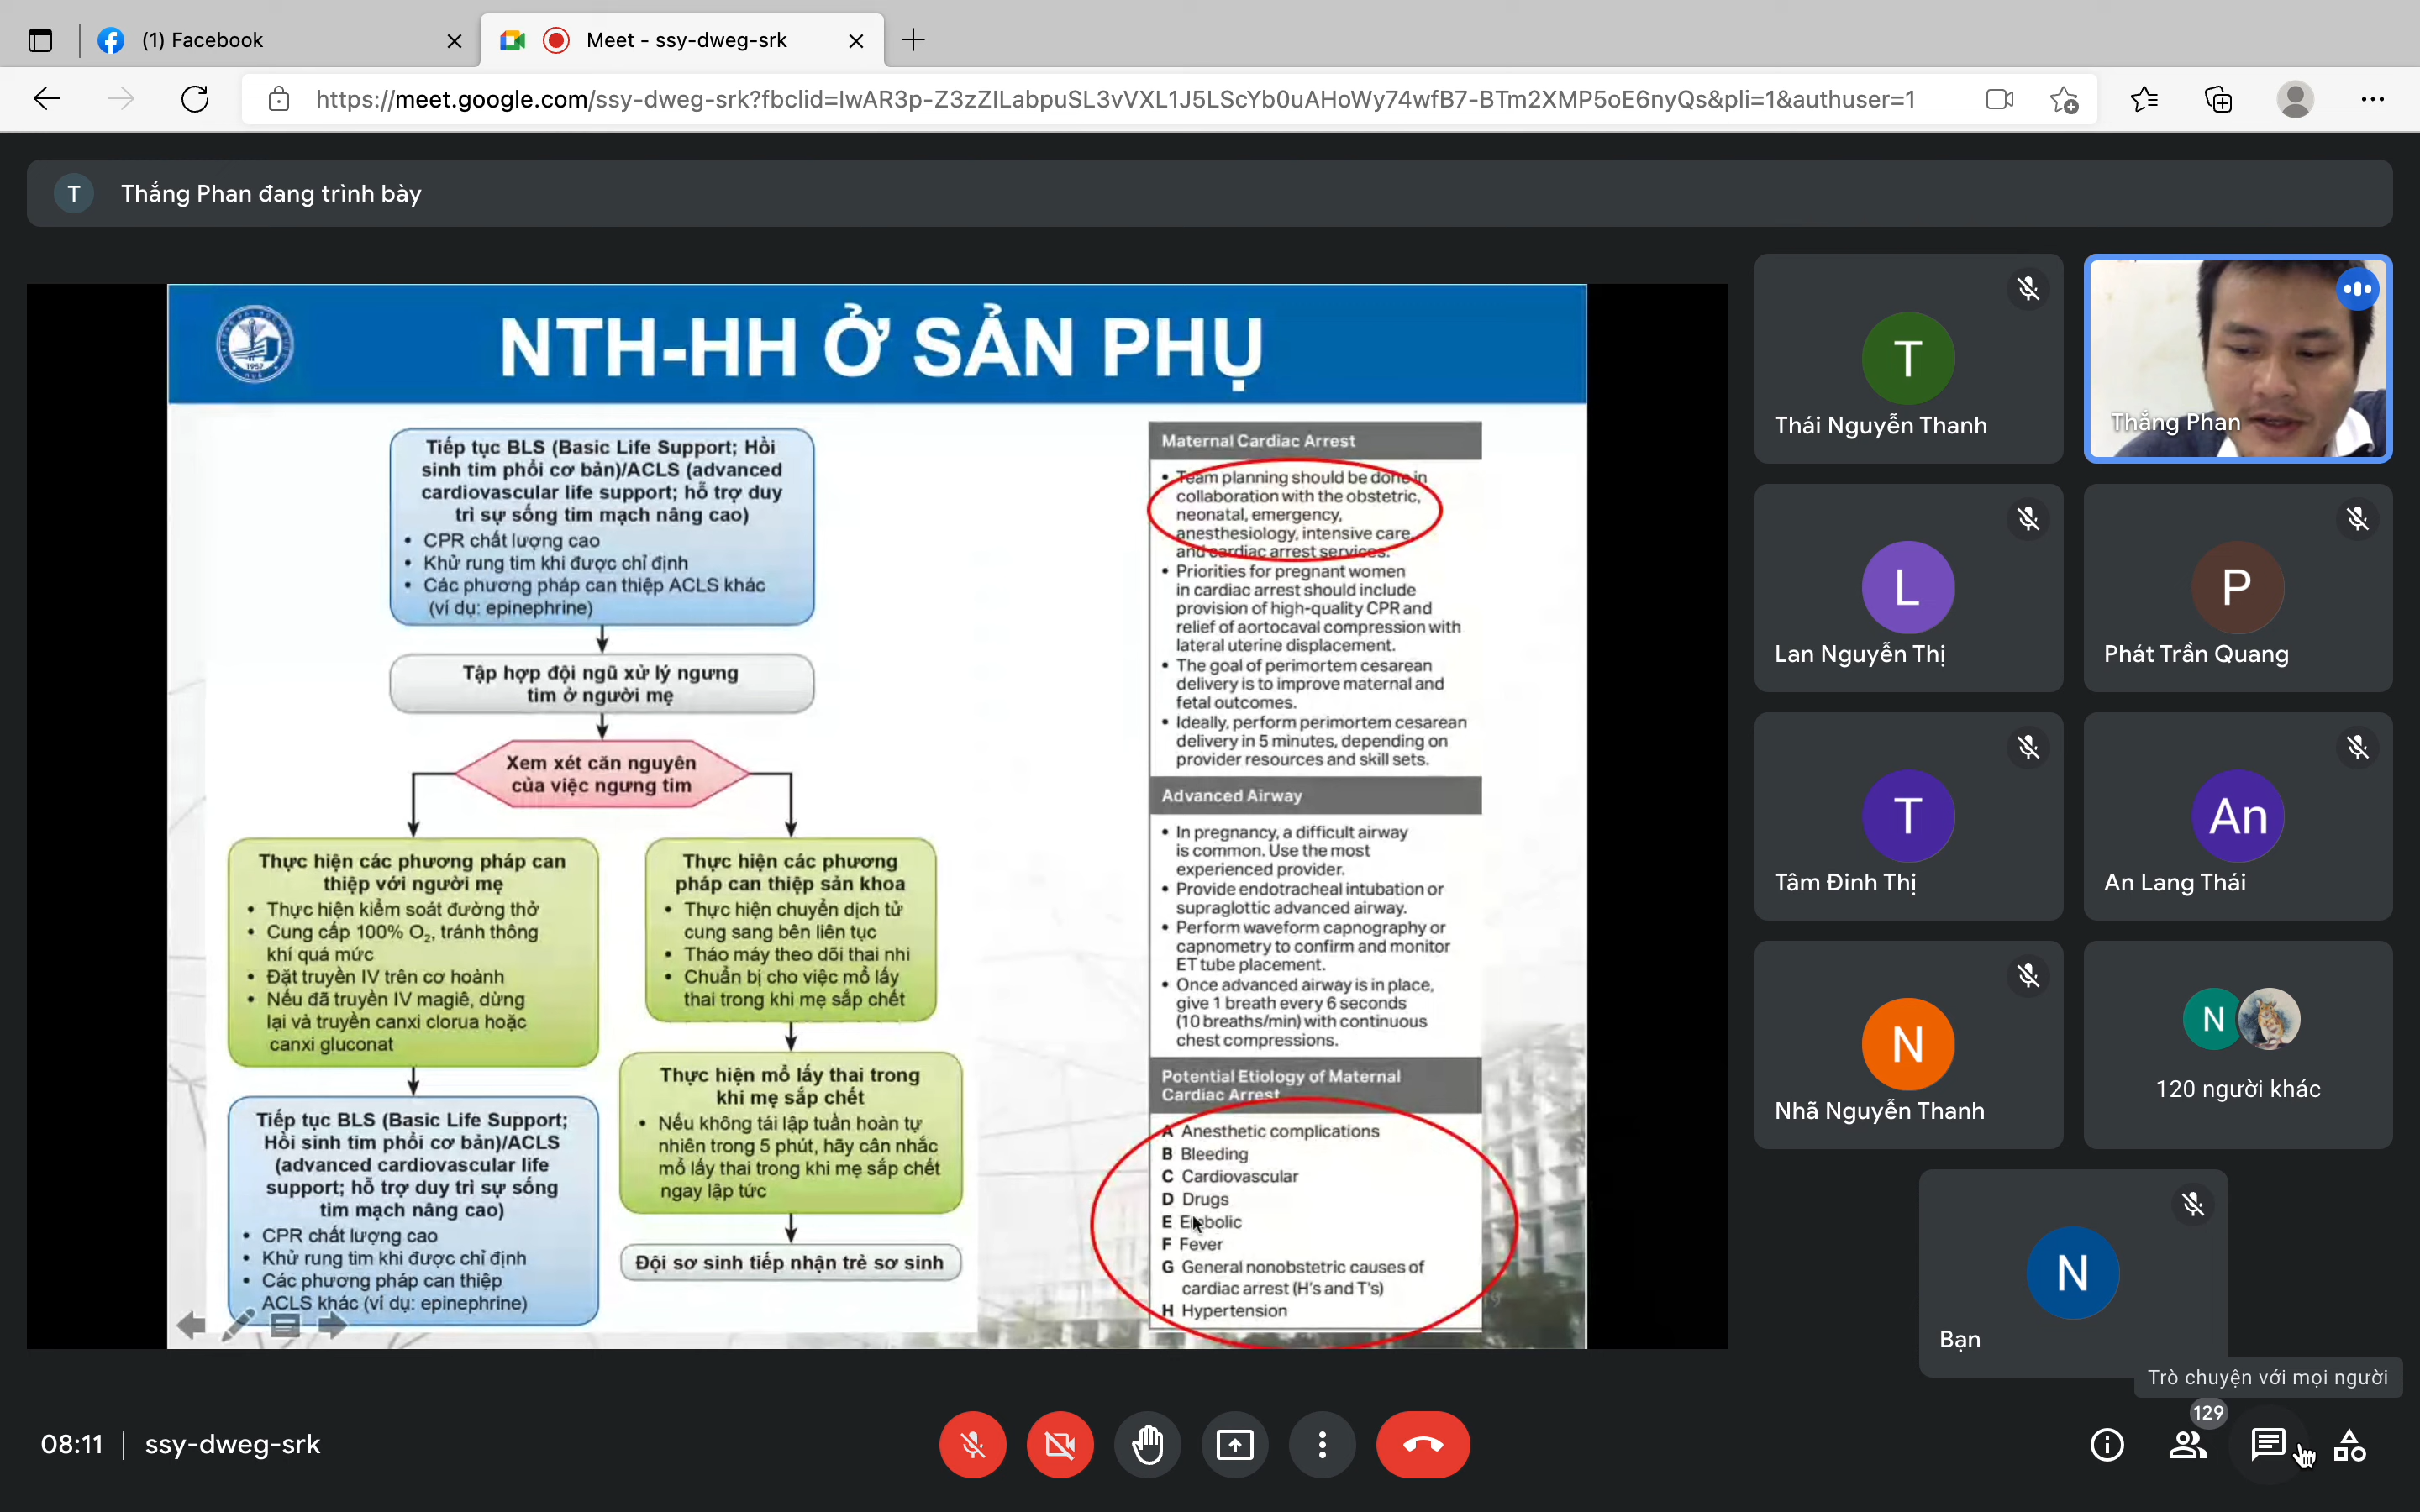 (1) Facebook
Meet - ssy-dweg-srk
https://meet.google.com/ssy-dweg-srk?fbclid=IwAR3p-Z3zZILabpuSL3vVXL1J5LScYb0uAHoWy74wfB7-BTm2XMP5oE6nyQs&pli=1&authuser=1
T Thắng Phan đang trình bày
1957
NTH-HH Ở SẢN PHỤ
Tiếp tục BLS (Basic Life Support; Hồi
sinh tim phổi cơ bản)/ACLS (advanced
cardiovascular life support; hỗ trợ duy
trì sự sống tim mạch nâng cao)
• CPR chất lượng cao
• Khử rung tim khi được chỉ định
• Các phương pháp can thiệp ACLS khác
(ví dụ: epinephrine)
Tập hợp đội ngũ xử lý ngưng
tim ở người mẹ
Xem xét căn nguyên
của việc ngưng tim
Thực hiện các phương pháp can
thiệp với người mẹ
• Thực hiện kiểm soát đường thở
• Cung cấp 100% O₂, tránh thông
khí quá mức
• Đặt truyền IV trên cơ hoành
• Nếu đã truyền IV magiê, dừng
lại và truyền canxi clorua hoặc
canxi gluconat
Tiếp tục BLS (Basic Life Support;
Hồi sinh tim phổi cơ bản)/ACLS
(advanced cardiovascular life
support; hỗ trợ duy trì sự sống
tim mạch nâng cao)
• CPR chất lượng cao
• Khử rung tim khi được chỉ định
• Các phương pháp can thiệp
ACLS khác (ví dụ: epinephrine)
Thực hiện các phương
pháp can thiệp sản khoa
• Thực hiện chuyển dịch tử
cung sang bên liên tục
• Tháo máy theo dõi thai nhi
• Chuẩn bị cho việc mổ lấy
thai trong khi mẹ sắp chết
Thực hiện mổ lấy thai trong
khi mẹ sắp chết
• Nếu không tái lập tuần hoàn tự
nhiên trong 5 phút, hãy cân nhắc
mổ lấy thai trong khi mẹ sắp chết
ngay lập tức
Đội sơ sinh tiếp nhận trẻ sơ sinh
Maternal Cardiac Arrest
• Team planning should be done in
collaboration with the obstetric,
neonatal, emergency,
anesthesiology, intensive care,
and cardiac arrest services.
• Priorities for pregnant women
in cardiac arrest should include
provision of high-quality CPR and
relief of aortocaval compression with
lateral uterine displacement.
• The goal of perimortem cesarean
delivery is to improve maternal and
fetal outcomes.
• Ideally, perform perimortem cesarean
delivery in 5 minutes, depending on
provider resources and skill sets.
Advanced Airway
• In pregnancy, a difficult airway
is common. Use the most
experienced provider.
• Provide endotracheal intubation or
supraglottic advanced airway.
• Perform waveform capnography or
capnometry to confirm and monitor
ET tube placement.
• Once advanced airway is in place,
give 1 breath every 6 seconds
(10 breaths/min) with continuous
chest compressions.
Potential Etiology of Maternal
Cardiac Arrest
A Anesthetic complications
B Bleeding
C Cardiovascular
D Drugs
E Embolic
F Fever
G General nonobstetric causes of
cardiac arrest (H's and T's)
H Hypertension
T
Thái Nguyễn Thanh
Thắng Phan
L
Lan Nguyễn Thị
P
Phát Trần Quang
T
Tâm Đinh Thị
An
An Lang Thái
N
Nhã Nguyễn Thanh
N
120 người khác
N
Bạn
Trò chuyện với mọi người
129
08:11 | ssy-dweg-srk